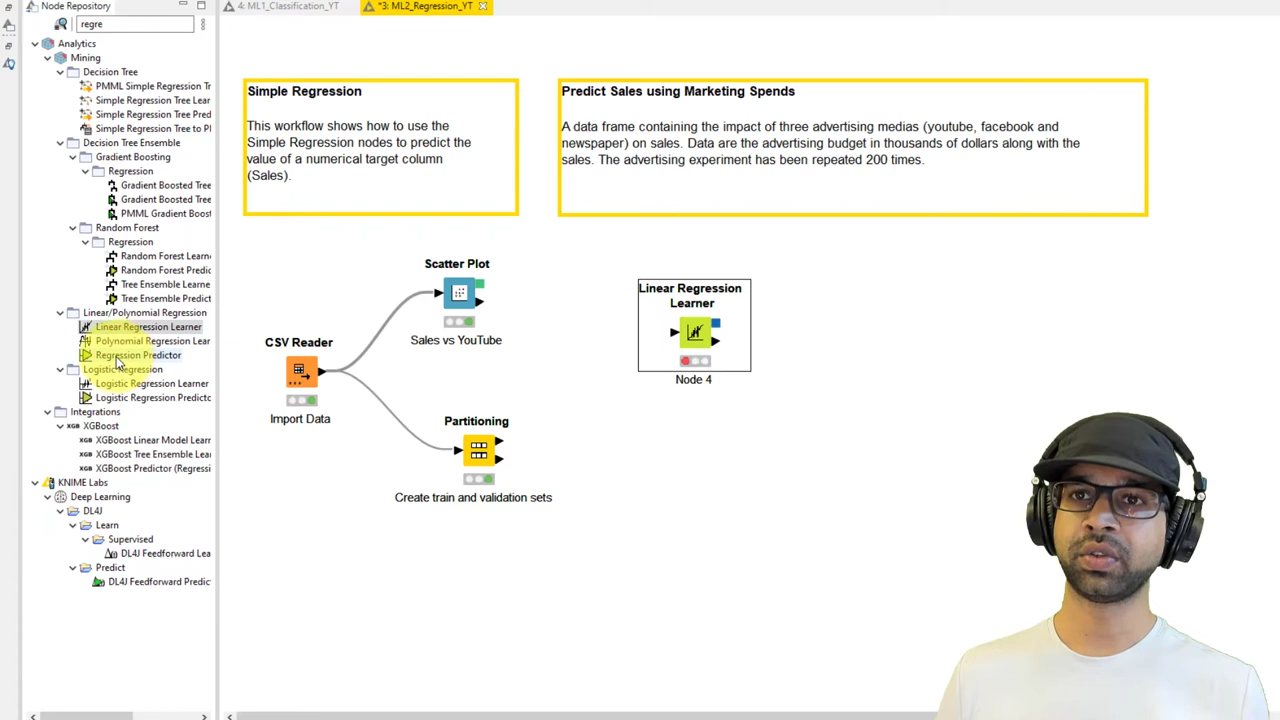 Node Repository
4: ML1_Classification_YT
*3: ML2_Regression_YT
regre
Analytics
Mining
Decision Tree
PMML Simple Regression Tr
Simple Regression Tree Lear
Simple Regression Tree Pred
Simple Regression Tree to P
Decision Tree Ensemble
Gradient Boosting
Regression
Gradient Boosted Tree
Gradient Boosted Tree
PMML Gradient Boost
Random Forest
Regression
Random Forest Learne
Random Forest Predic
Tree Ensemble Learne
Tree Ensemble Predict
Linear/Polynomial Regression
Linear Regression Learner
Polynomial Regression Lear
Regression Predictor
Logistic Regression
Logistic Regression Learner
Logistic Regression Predicto
Integrations
XGB XGBoost
XGB XGBoost Linear Model Learr
XGB XGBoost Tree Ensemble Lea
XGB XGBoost Predictor (Regressi
KNIME Labs
Deep Learning
DL4J
Learn
Supervised
DL4J Feedforward Lea
Predict
DL4J Feedforward Predic
Simple Regression
This workflow shows how to use the
Simple Regression nodes to predict the
value of a numerical target column
(Sales).
Predict Sales using Marketing Spends
A data frame containing the impact of three advertising medias (youtube, facebook and
newspaper) on sales. Data are the advertising budget in thousands of dollars along with the
sales. The advertising experiment has been repeated 200 times.
Scatter Plot
Sales vs YouTube
CSV Reader
Import Data
Partitioning
Create train and validation sets
Linear Regression
Learner
Node 4